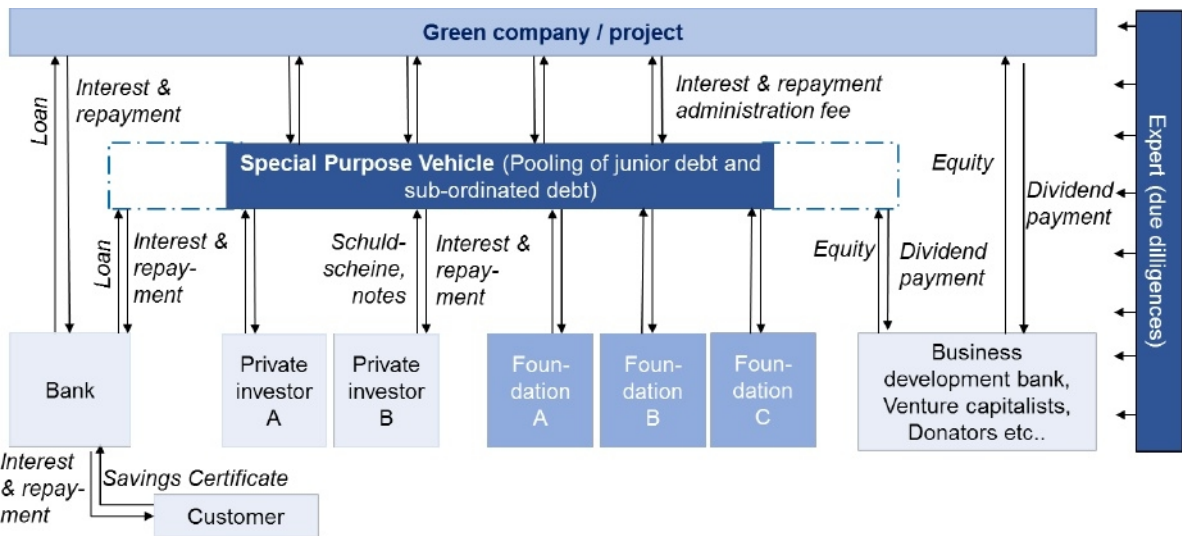 Green company / project
Loan
Interest &
repayment
Interest & repayment
administration fee
Special Purpose Vehicle (Pooling of junior debt and
sub-ordinated debt)
Equity
Dividend
payment
Loan
Interest &
repay-
ment
Schuld-
scheine,
notes
Interest &
repay-
ment
Equity
Dividend
payment
Bank
Private
investor
A
Private
investor
B
Foun-
dation
A
Foun-
dation
B
Foun-
dation
C
Business
development bank,
Venture capitalists,
Donators etc..
Interest
& repay-
ment
Savings Certificate
Customer
Expert (due dilligences)